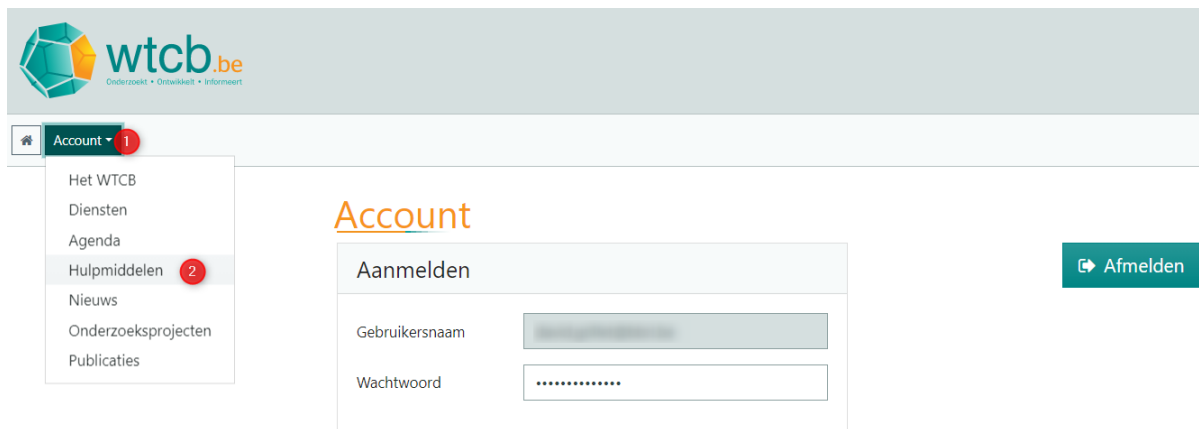 wtcb.be
Onderzoekt • Ontwikkelt • Informeert
Account 1
Het WTCB
Diensten
Agenda
Hulpmiddelen 2
Nieuws
Onderzoeksprojecten
Publicaties
Account
Aanmelden
Gebruikersnaam
Wachtwoord ••••••••••••••
Afmelden